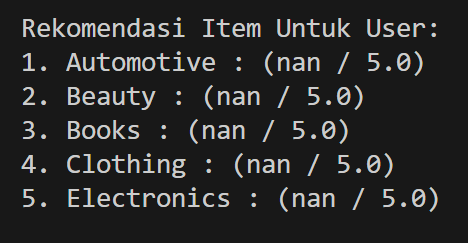 Rekomendasi Item Untuk User:
1. Automotive : (nan / 5.0)
2. Beauty : (nan / 5.0)
3. Books : (nan / 5.0)
4. Clothing : (nan / 5.0)
5. Electronics : (nan / 5.0)